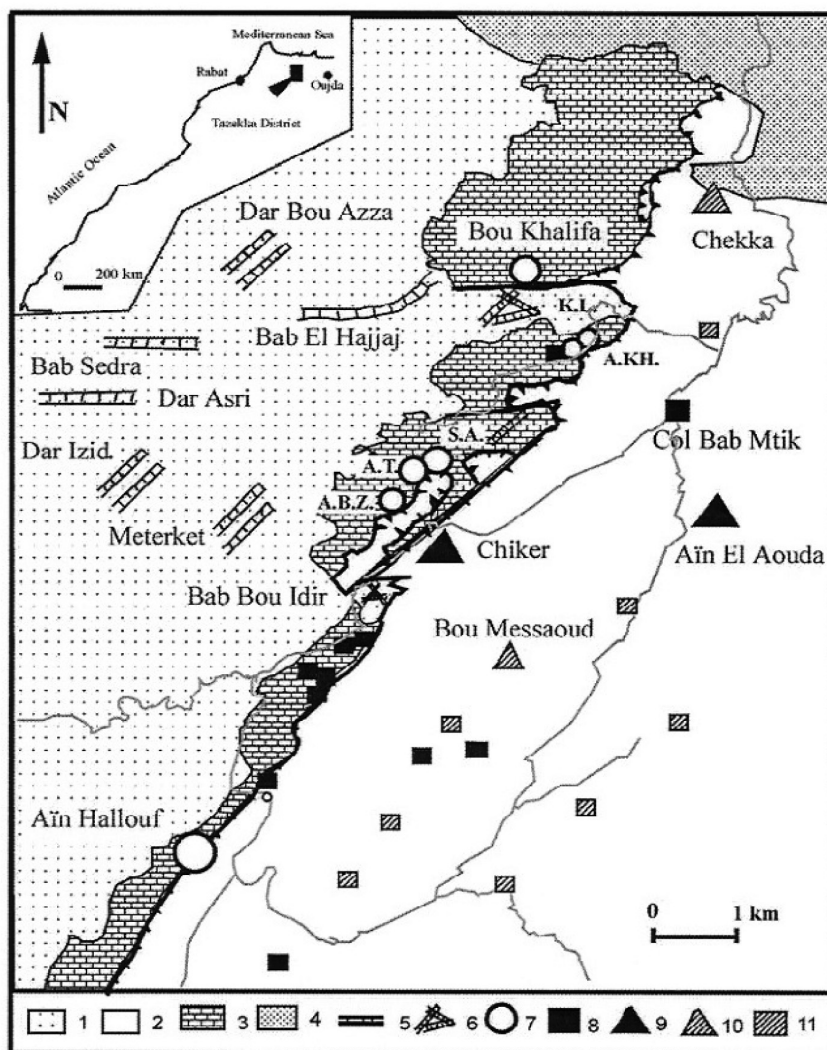 Mediterranean Sea
Rabat
Oujda
N
Tazekka District
Atlantic Ocean
0 200 km
Dar Bou Azza
Bou Khalifa
Chekka
K.I.
Bab El Hajjaj
Bab Sedra
A.KH.
Dar Asri
Col Bab Mtik
S.A.
Dar Izid
A.T.
A.B.Z.
Meterket
Chiker
Aïn El Aouda
Bab Bou Idir
Bou Messaoud
Aïn Hallouf
0 1 km
1 2 3 4 5 6 7 8 9 10 11